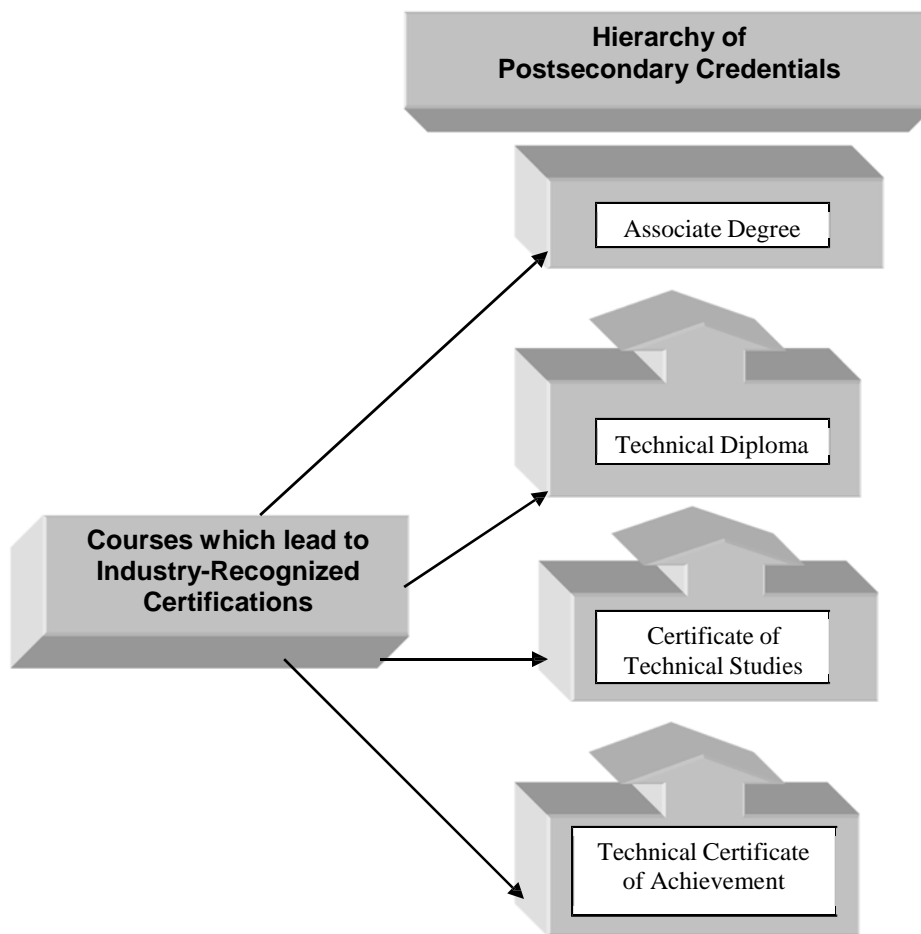 Hierarchy of
Postsecondary Credentials
Associate Degree
Technical Diploma
Courses which lead to
Industry-Recognized
Certifications
Certificate of
Technical Studies
Technical Certificate
of Achievement